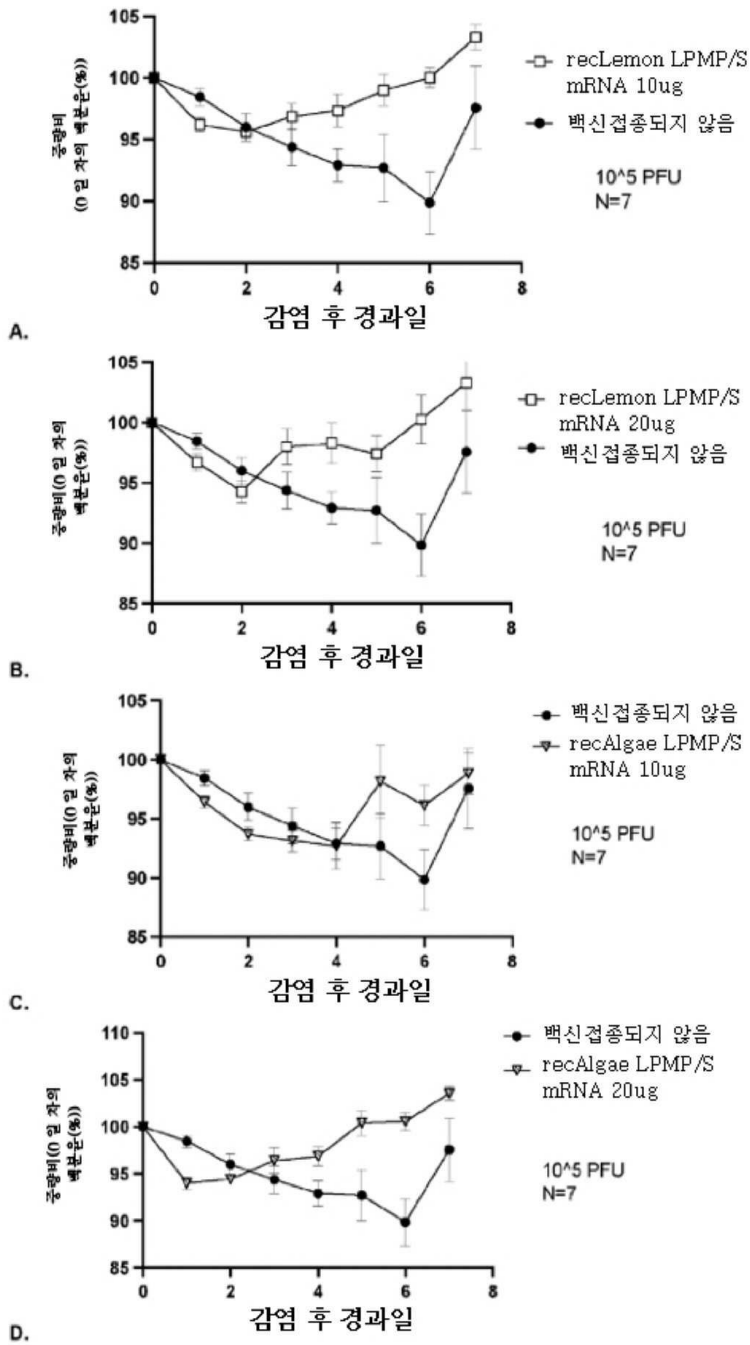 중량비
(0일 차의 백분율(%))
105
100
95
90
85
0
2
4
6
8
감염 후 경과일
recLemon LPMP/S
mRNA 10ug
백신접종되지 않음
10^5 PFU
N=7
A.
중량비(0일 차의
백분율(%))
105
100
95
90
85
0
2
4
6
8
감염 후 경과일
recLemon LPMP/S
mRNA 20ug
백신접종되지 않음
10^5 PFU
N=7
B.
중량비(0일 차의
백분율(%))
105
100
95
90
85
0
2
4
6
8
감염 후 경과일
백신접종되지 않음
recAlgae LPMP/S
mRNA 10ug
10^5 PFU
N=7
C.
중량비(0일 차의
백분율(%))
110
105
100
95
90
85
0
2
4
6
8
감염 후 경과일
백신접종되지 않음
recAlgae LPMP/S
mRNA 20ug
10^5 PFU
N=7
D.